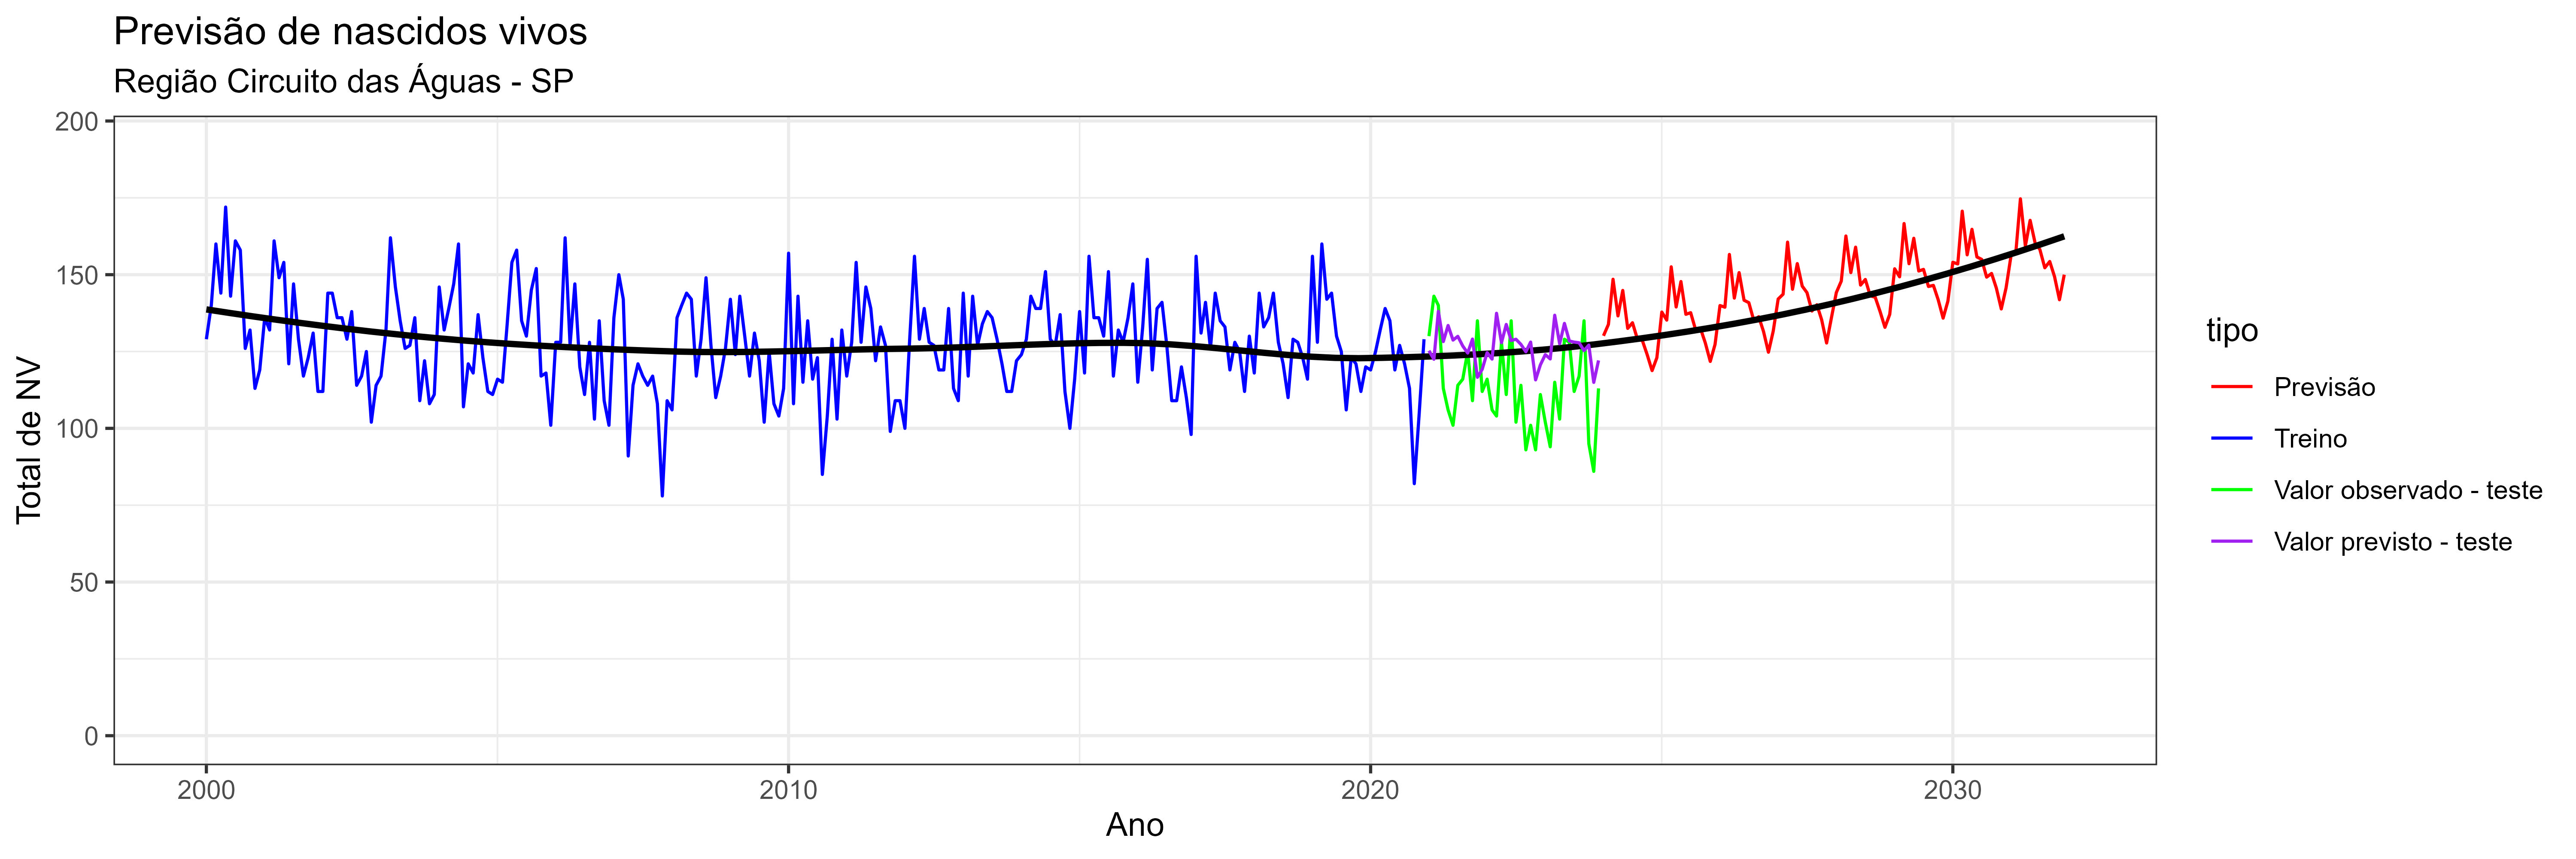 Previsão de nascidos vivos
Região Circuito das Águas - SP
200
150
100
50
0
Total de NV
2000
2010
2020
2030
Ano
tipo
Previsão
Treino
Valor observado - teste
Valor previsto - teste